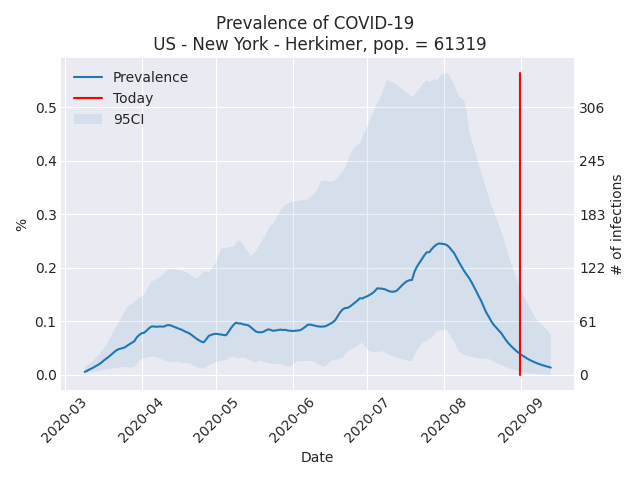 Prevalence of COVID-19
US - New York - Herkimer, pop. = 61319
Prevalence
Today
95CI
0.5
0.4
0.3
0.2
0.1
0.0
%
306
245
183
122
61
0
# of infections
2020-03
2020-04
2020-05
2020-06
2020-07
2020-08
2020-09
Date